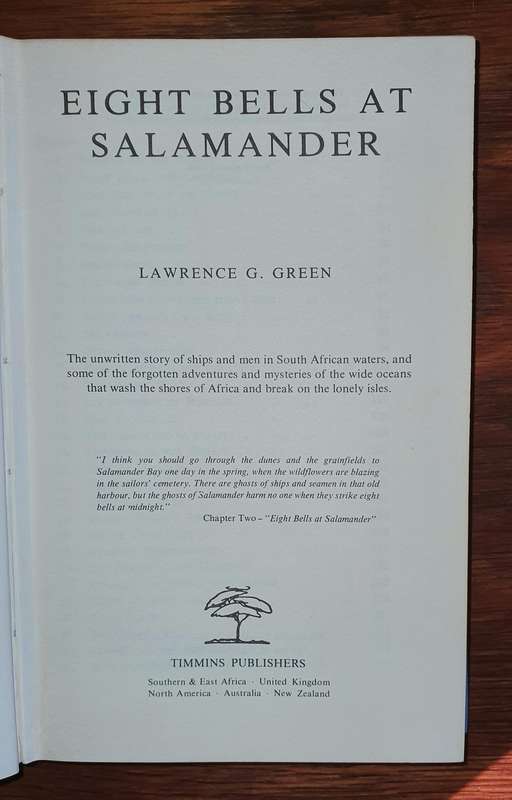 EIGHT BELLS AT
SALAMANDER
LAWRENCE G. GREEN
The unwritten story of ships and men in South African waters, and
some of the forgotten adventures and mysteries of the wide oceans
that wash the shores of Africa and break on the lonely isles.
"I think you should go through the dunes and the grainfields to
Salamander Bay one day in the spring, when the wildflowers are blazing
in the sailors' cemetery. There are ghosts of ships and seamen in that old
harbour, but the ghosts of Salamander harm no one when they strike eight
bells at midnight."
Chapter Two – "Eight Bells at Salamander"
TIMMINS PUBLISHERS
Southern & East Africa · United Kingdom
North America · Australia · New Zealand